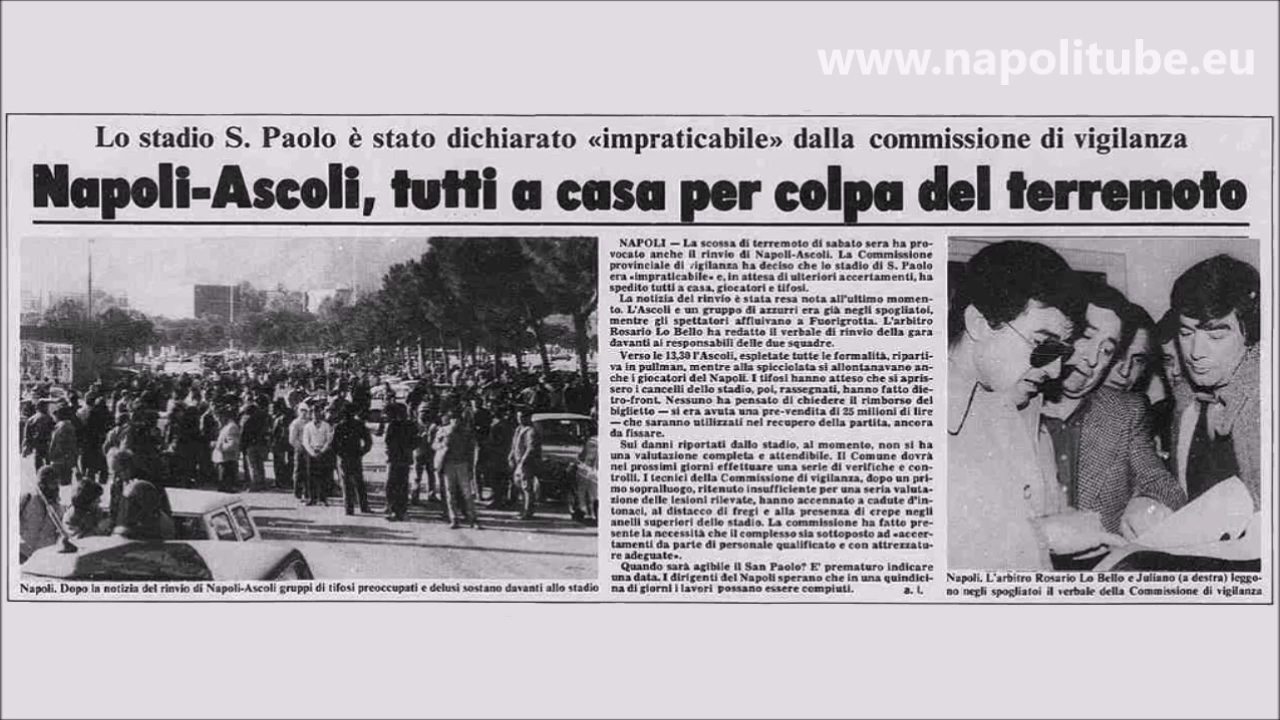 www.napolitube.eu
Lo stadio S. Paolo è stato dichiarato «impraticabile» dalla commissione di vigilanza
Napoli-Ascoli, tutti a casa per colpa del terremoto
NAPOLI — La scossa di terremoto di sabato sera ha pro-
vocato anche il rinvio di Napoli-Ascoli. La Commissione
provinciale di vigilanza ha deciso che lo stadio di S. Paolo
era «impraticabile» e, in attesa di ulteriori accertamenti, ha
spedito tutti a casa, giocatori e tifosi.
La notizia del rinvio è stata resa nota all'ultimo momen-
to. L'Ascoli e un gruppo di azzurri era già negli spogliatoi,
mentre gli spettatori affluivano a Fuorigrotta. L'arbitro
Rosario Lo Bello ha redatto il verbale di rinvio della gara
davanti ai responsabili delle due squadre.
Verso le 13,30 l'Ascoli, espletate tutte le formalità, riparti-
va in pullman, mentre alla spicciolata si allontanavano an-
che i giocatori del Napoli. I tifosi hanno atteso che si apris-
sero i cancelli dello stadio, poi, rassegnati, hanno fatto die-
tro-front. Nessuno ha pensato di chiedere il rimborso del
biglietto — si era avuta una pre-vendita di 25 milioni di lire
— che saranno utilizzati nel recupero della partita, ancora
da fissare.
Sui danni riportati dallo stadio, al momento, non si ha
una valutazione completa e attendibile. Il Comune dovrà
nei prossimi giorni effettuare una serie di verifiche e con-
trolli. I tecnici della Commissione di vigilanza, dopo un pri-
mo sopralluogo, ritenuto insufficiente per una seria valuta-
zione delle lesioni rilevate, hanno accennato a cadute d'in-
tonaci, al distacco di fregi e alla presenza di crepe negli
anelli superiori dello stadio. La commissione ha fatto pre-
sente la necessità che il complesso sia sottoposto ad «accer-
tamenti da parte di personale qualificato e con attrezzatu-
re adeguate».
Quando sarà agibile il San Paolo? E' prematuro indicare
una data. I dirigenti del Napoli sperano che in una quindici-
na di giorni i lavori possano essere compiuti. a. l.
Napoli. Dopo la notizia del rinvio di Napoli-Ascoli gruppi di tifosi preoccupati e delusi sostano davanti allo stadio
Napoli. L'arbitro Rosario Lo Bello e Juliano (a destra) leggo-
no negli spogliatoi il verbale della Commissione di vigilanza